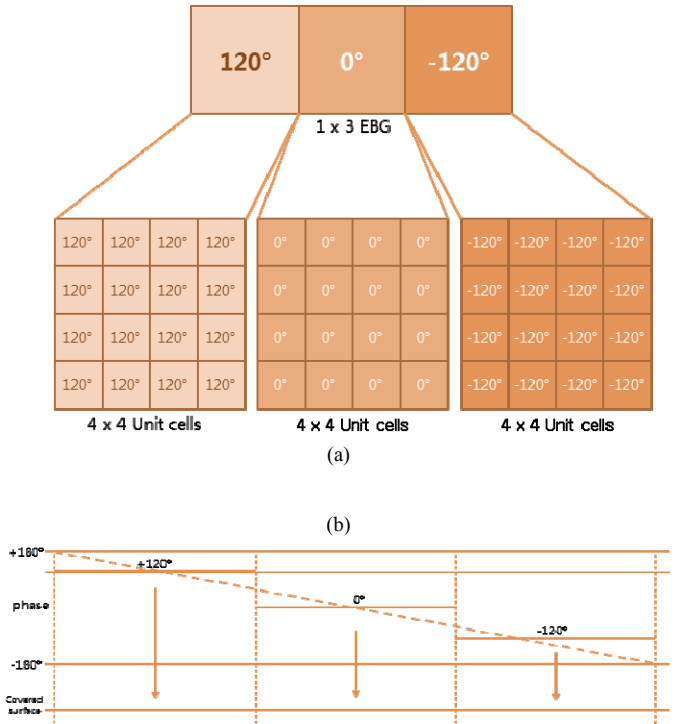 120° 0° -120°
1 x 3 EBG
120° 120° 120° 120° 0° 0° 0° 0° -120° -120° -120° -120°
120° 120° 120° 120° 0° 0° 0° 0° -120° -120° -120° -120°
120° 120° 120° 120° 0° 0° 0° 0° -120° -120° -120° -120°
120° 120° 120° 120° 0° 0° 0° 0° -120° -120° -120° -120°
4 x 4 Unit cells 4 x 4 Unit cells 4 x 4 Unit cells
(a)
(b)
+180°
+120°
phase
0°
-120°
-180°
Covered
surface